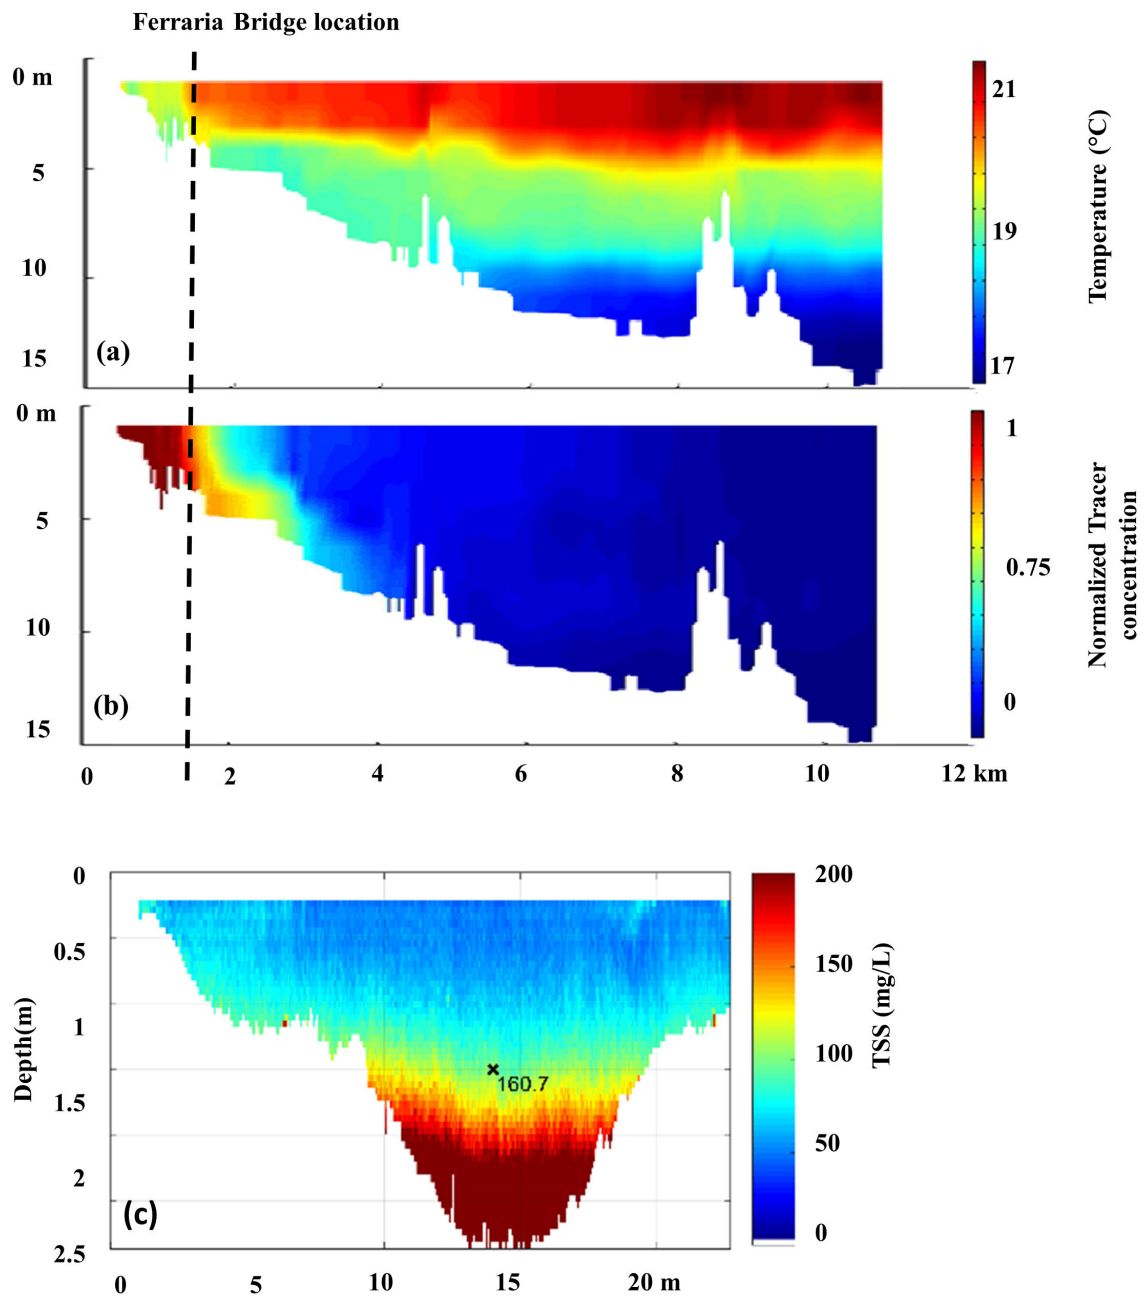 Ferraria Bridge location
0 m
5
10
15
(a)
21
19
17
Temperature (°C)
0 m
5
10
15
(b)
0
2
4
6
8
10
12 km
1
0.75
0
Normalized Tracer
concentration
0
0.5
1
1.5
2
2.5
Depth(m)
160.7
(c)
0
5
10
15
20 m
200
150
100
50
0
TSS (mg/L)